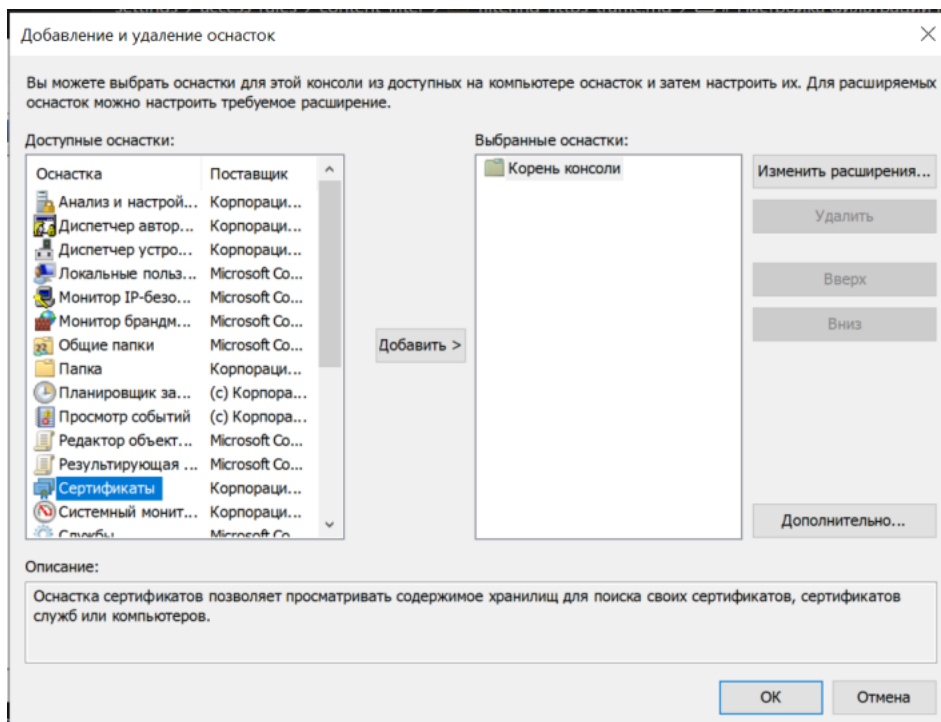 Добавление и удаление оснасток
Вы можете выбрать оснастки для этой консоли из доступных на компьютере оснасток и затем настроить их. Для расширяемых
оснасток можно настроить требуемое расширение.
Доступные оснастки:
Оснастка Поставщик
Анализ и настрой... Корпораци...
Диспетчер автор... Корпораци...
Диспетчер устро... Корпораци...
Локальные польз... Microsoft Co...
Монитор IP-безо... Microsoft Co...
Монитор брандм... Microsoft Co...
Общие папки Microsoft Co...
Папка Корпораци...
Планировщик за... (c) Корпора...
Просмотр событий (c) Корпора...
Редактор объект... Microsoft Co...
Результирующая ... Microsoft Co...
Сертификаты Корпораци...
Системный монит... Корпораци...
Службы Microsoft Co
Добавить >
Выбранные оснастки:
Корень консоли
Изменить расширения...
Удалить
Вверх
Вниз
Дополнительно...
Описание:
Оснастка сертификатов позволяет просматривать содержимое хранилищ для поиска своих сертификатов, сертификатов
служб или компьютеров.
ОК
Отмена